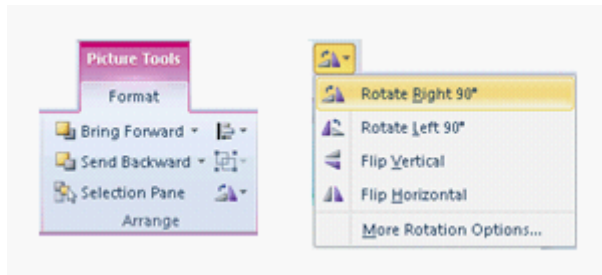 Picture Tools
Format
Bring Forward
Send Backward
Selection Pane
Arrange
Rotate Right 90°
Rotate Left 90°
Flip Vertical
Flip Horizontal
More Rotation Options...